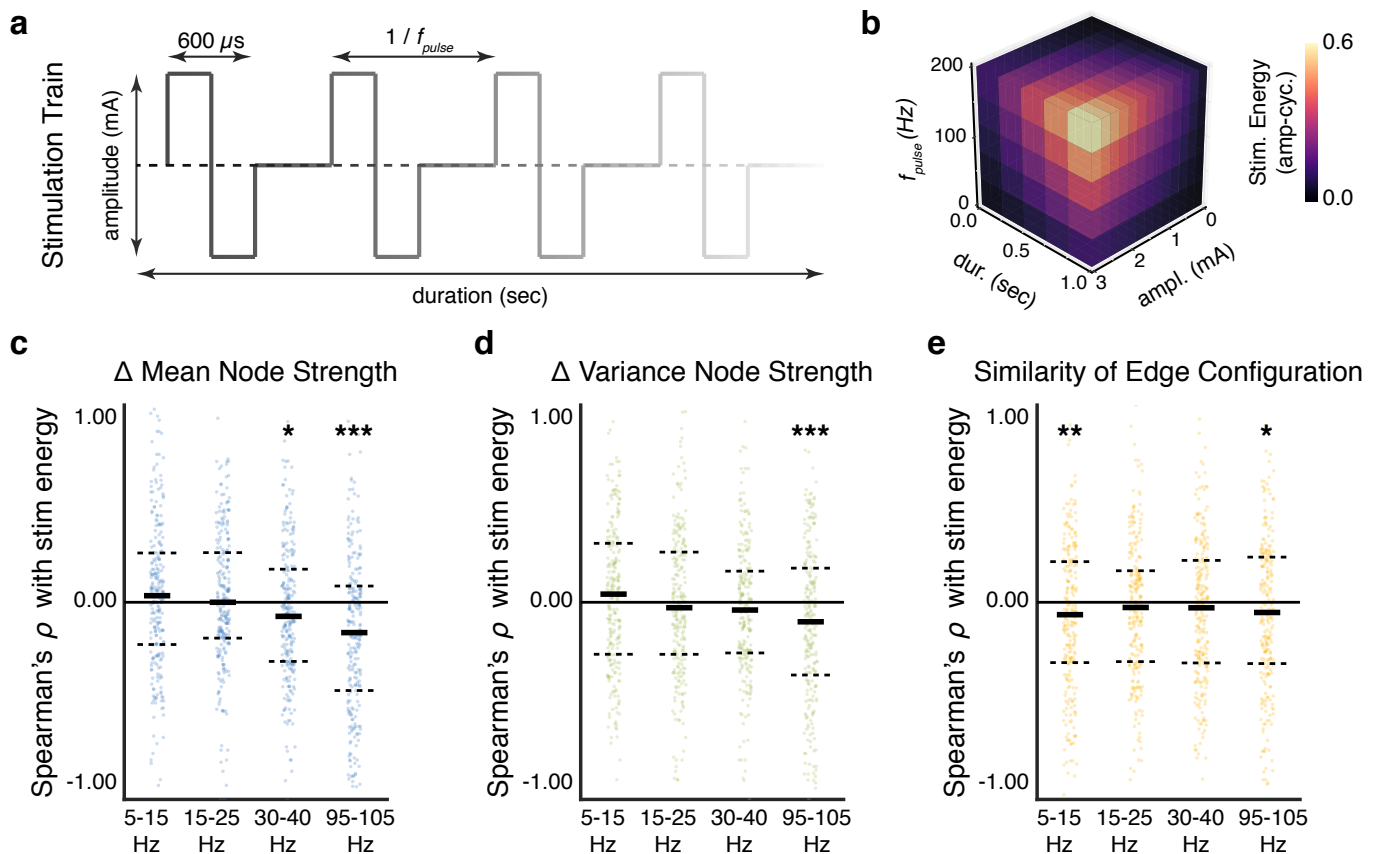 a
600 µs
1 / f_pulse
Stimulation Train
amplitude (mA)
duration (sec)
b
200
100
0
f_pulse (Hz)
0.0
0.5
1.0
dur. (sec)
3
2
1
0
ampl. (mA)
0.6
0.0
Stim. Energy
(amp-cyc.)
c
Δ Mean Node Strength
Spearman's ρ with stim energy
1.00
0.00
-1.00
*
***
5-15
Hz
15-25
Hz
30-40
Hz
95-105
Hz
d
Δ Variance Node Strength
Spearman's ρ with stim energy
1.00
0.00
-1.00
***
5-15
Hz
15-25
Hz
30-40
Hz
95-105
Hz
e
Similarity of Edge Configuration
Spearman's ρ with stim energy
1.00
0.00
-1.00
**
*
5-15
Hz
15-25
Hz
30-40
Hz
95-105
Hz